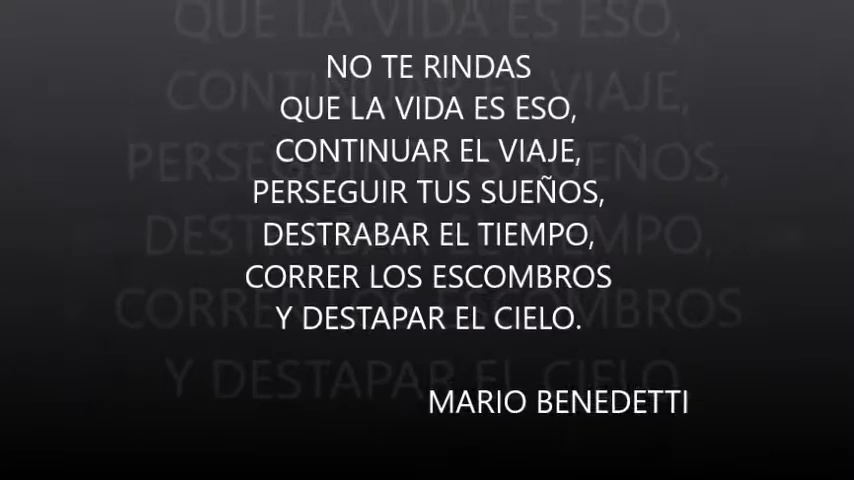 NO TE RINDAS
QUE LA VIDA ES ESO,
CONTINUAR EL VIAJE,
PERSEGUIR TUS SUEÑOS,
DESTRABAR EL TIEMPO,
CORRER LOS ESCOMBROS
Y DESTAPAR EL CIELO.
MARIO BENEDETTI